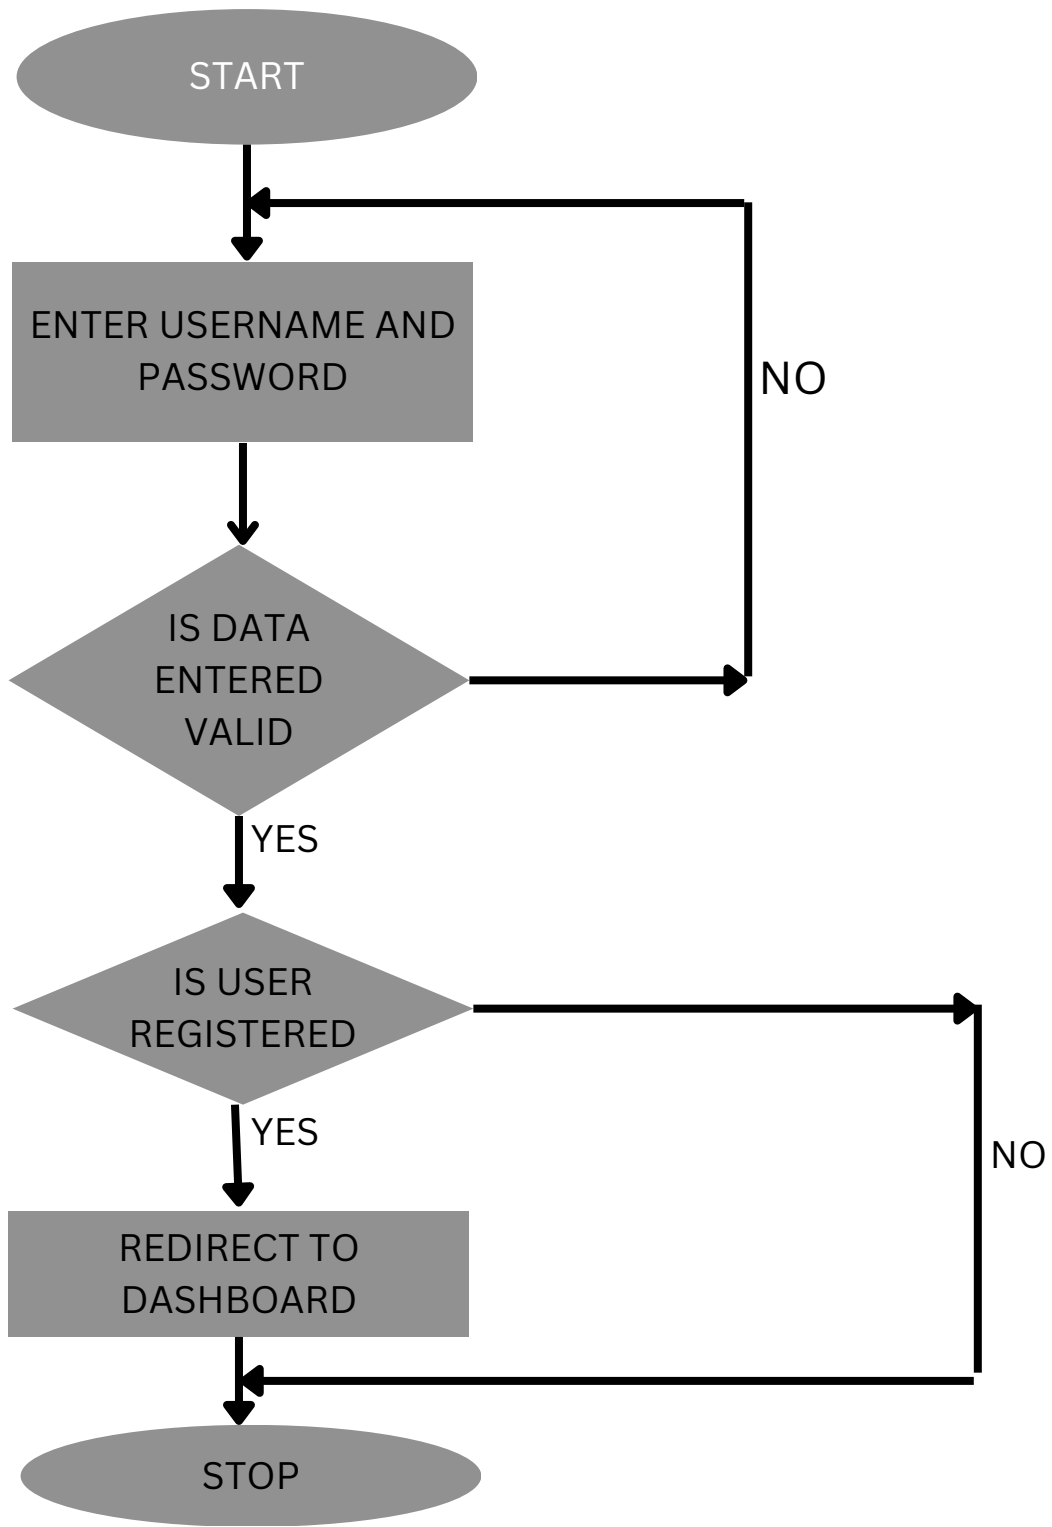 START
ENTER USERNAME AND
PASSWORD
NO
IS DATA
ENTERED
VALID
YES
IS USER
REGISTERED
YES
NO
REDIRECT TO
DASHBOARD
STOP